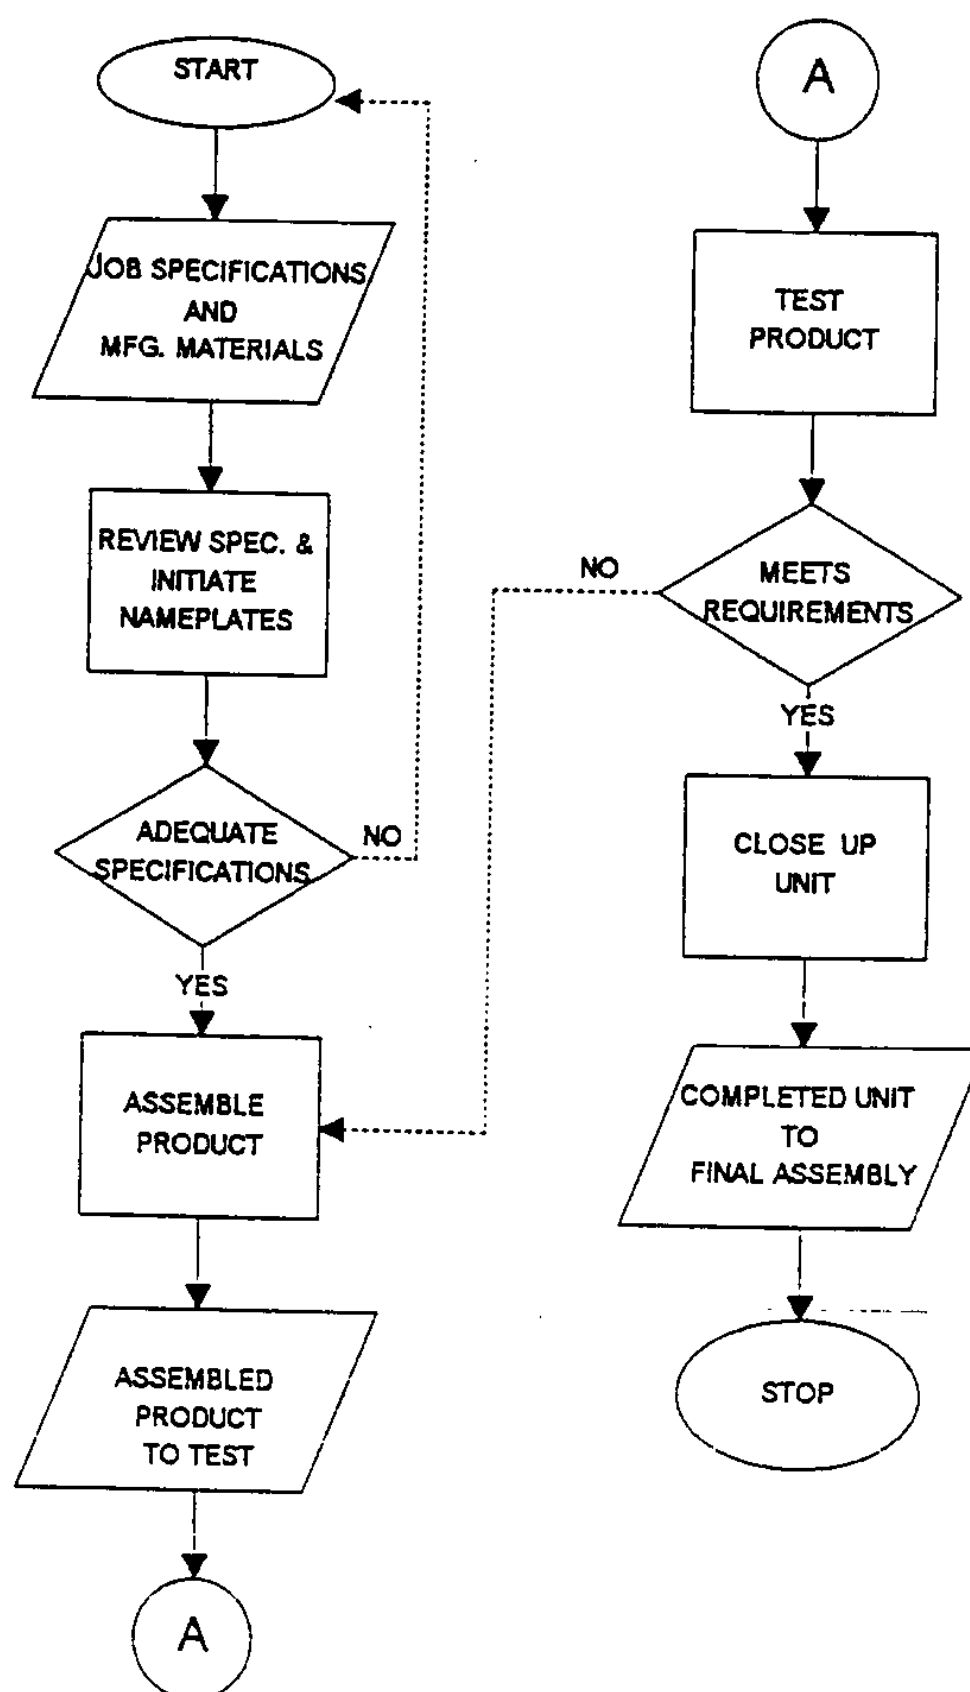 START
JOB SPECIFICATIONS
AND
MFG. MATERIALS
REVIEW SPEC. &
INITIATE
NAMEPLATES
ADEQUATE
SPECIFICATIONS
NO
YES
ASSEMBLE
PRODUCT
ASSEMBLED
PRODUCT
TO TEST
A
A
TEST
PRODUCT
MEETS
REQUIREMENTS
NO
YES
CLOSE UP
UNIT
COMPLETED UNIT
TO
FINAL ASSEMBLY
STOP